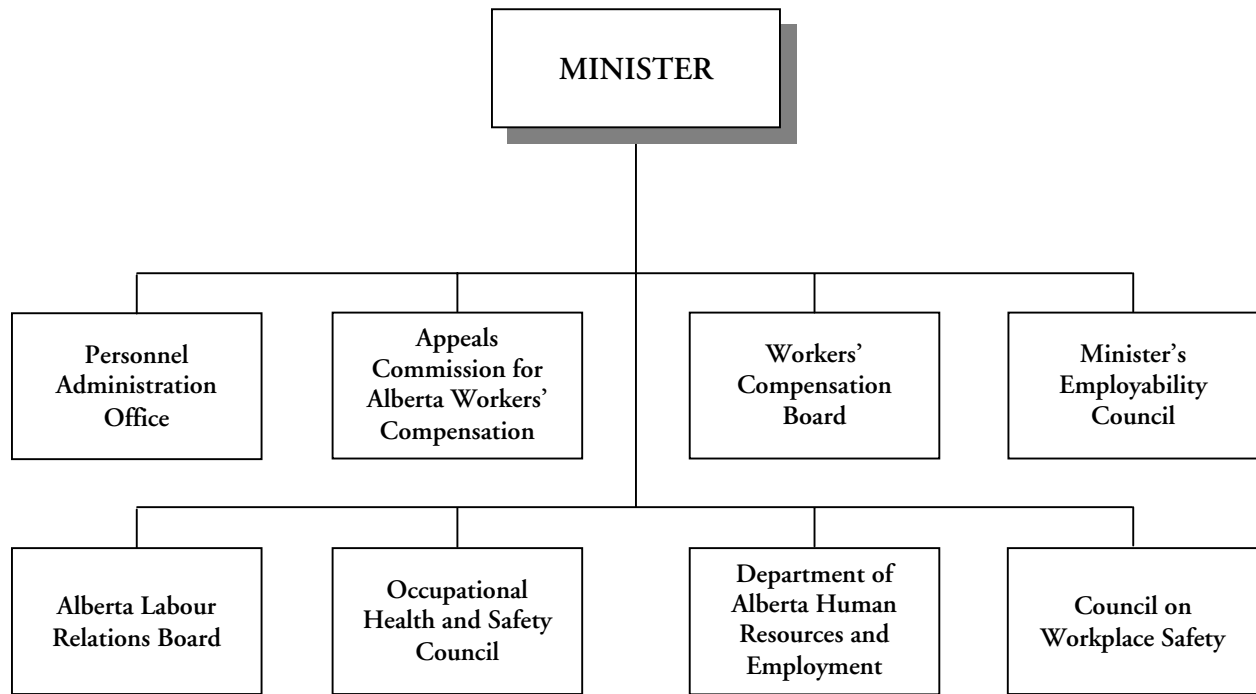 MINISTER
Personnel
Administration
Office
Appeals
Commission for
Alberta Workers’
Compensation
Workers’
Compensation
Board
Minister’s
Employability
Council
Alberta Labour
Relations Board
Occupational
Health and Safety
Council
Department of
Alberta Human
Resources and
Employment
Council on
Workplace Safety